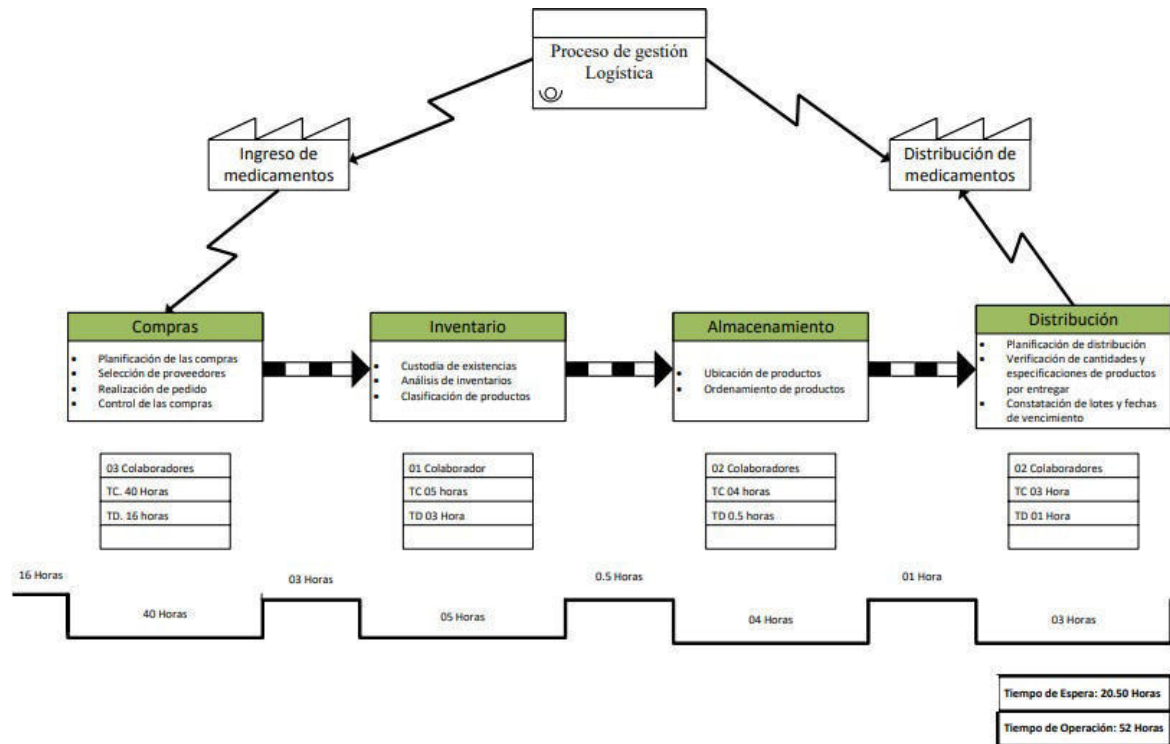 Proceso de gestión
Logística
Ingreso de
medicamentos
Distribución de
medicamentos
Compras
Planificación de las compras
Selección de proveedores
Realización de pedido
Control de las compras
Inventario
Custodia de existencias
Análisis de inventarios
Clasificación de productos
Almacenamiento
Ubicación de productos
Ordenamiento de productos
Distribución
Planificación de distribución
Verificación de cantidades y
especificaciones de productos
por entregar
Constatación de lotes y fechas
de vencimiento
03 Colaboradores
TC. 40 Horas
TD. 16 horas
01 Colaborador
TC 05 horas
TD 03 Hora
02 Colaboradores
TC 04 horas
TD 0.5 horas
02 Colaboradores
TC 03 Hora
TD 01 Hora
16 Horas
40 Horas
03 Horas
05 Horas
0.5 Horas
04 Horas
01 Hora
03 Horas
Tiempo de Espera: 20.50 Horas
Tiempo de Operación: 52 Horas